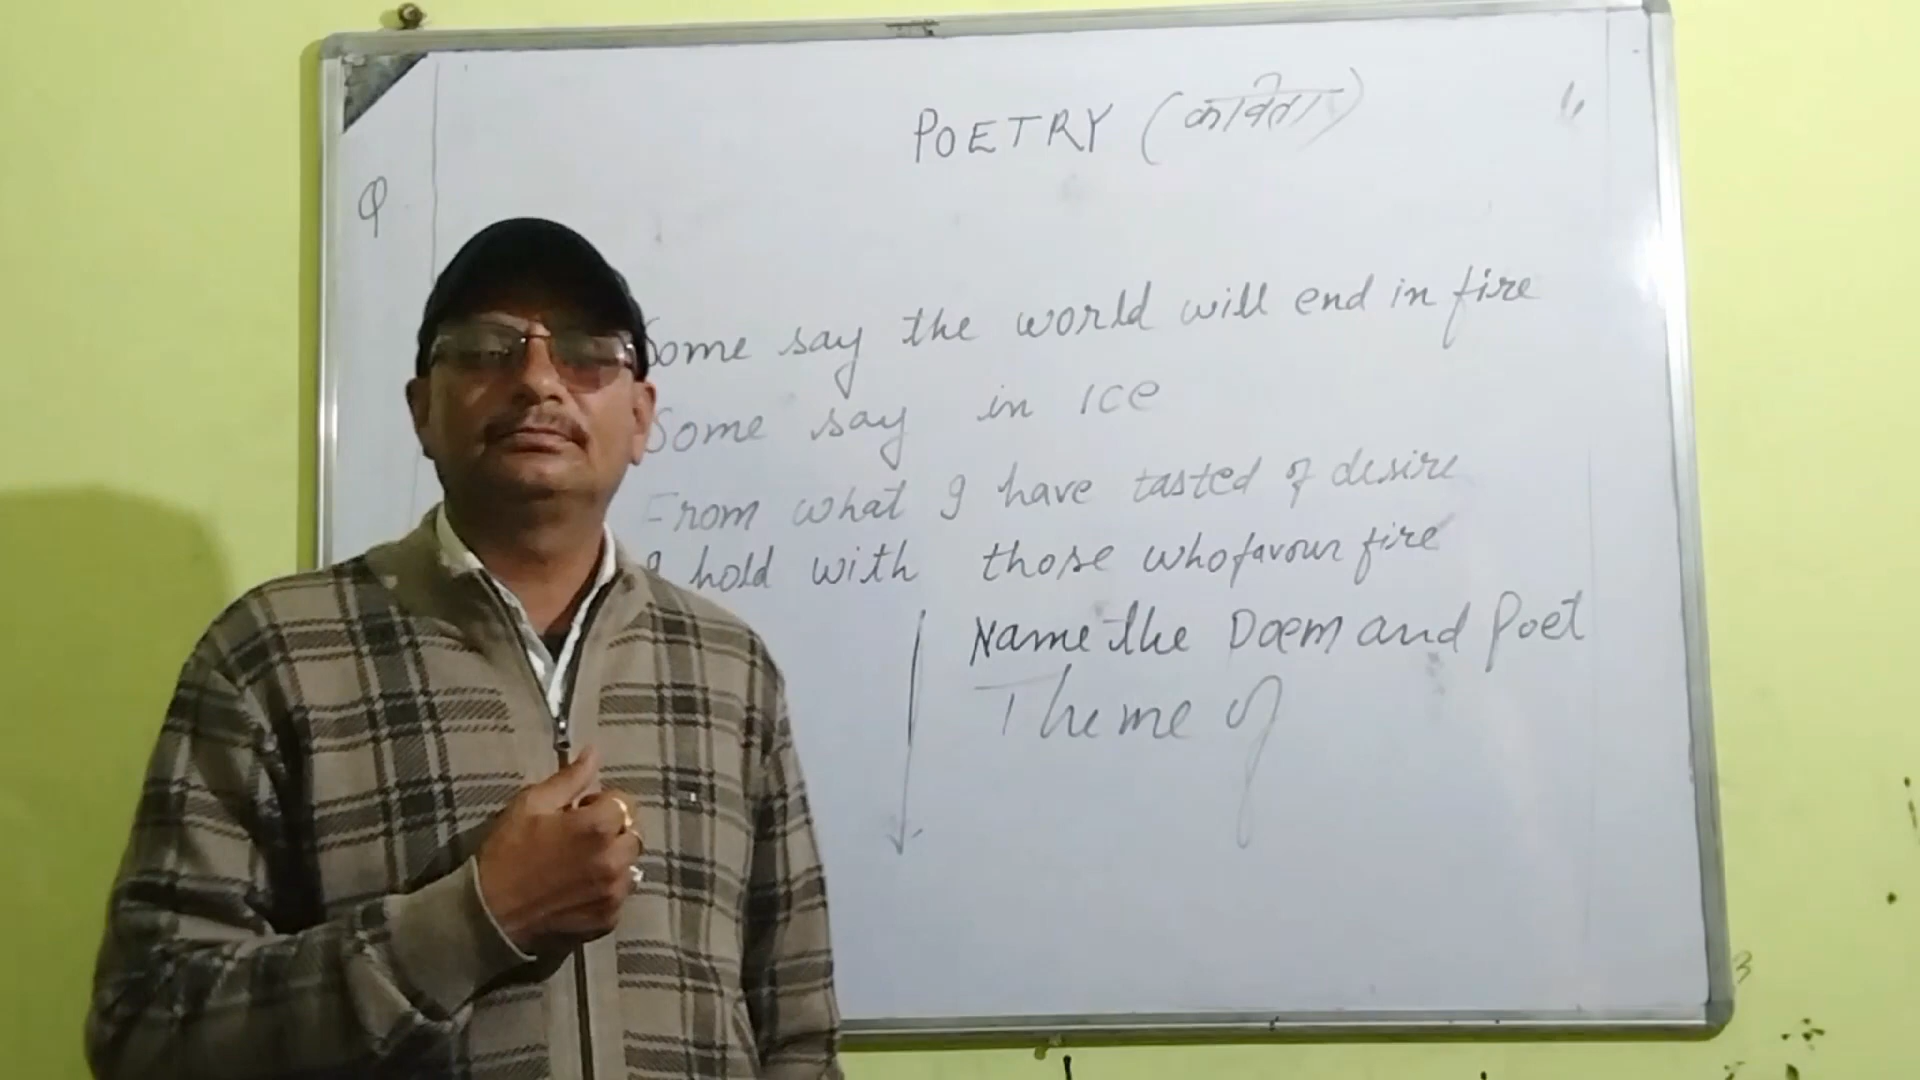 POETRY (कविता)
Q
Some say the world will end in fire
Some say in Ice
From what I have tasted of desire
I hold with those who favour fire
Name the Poem and Poet
Theme of